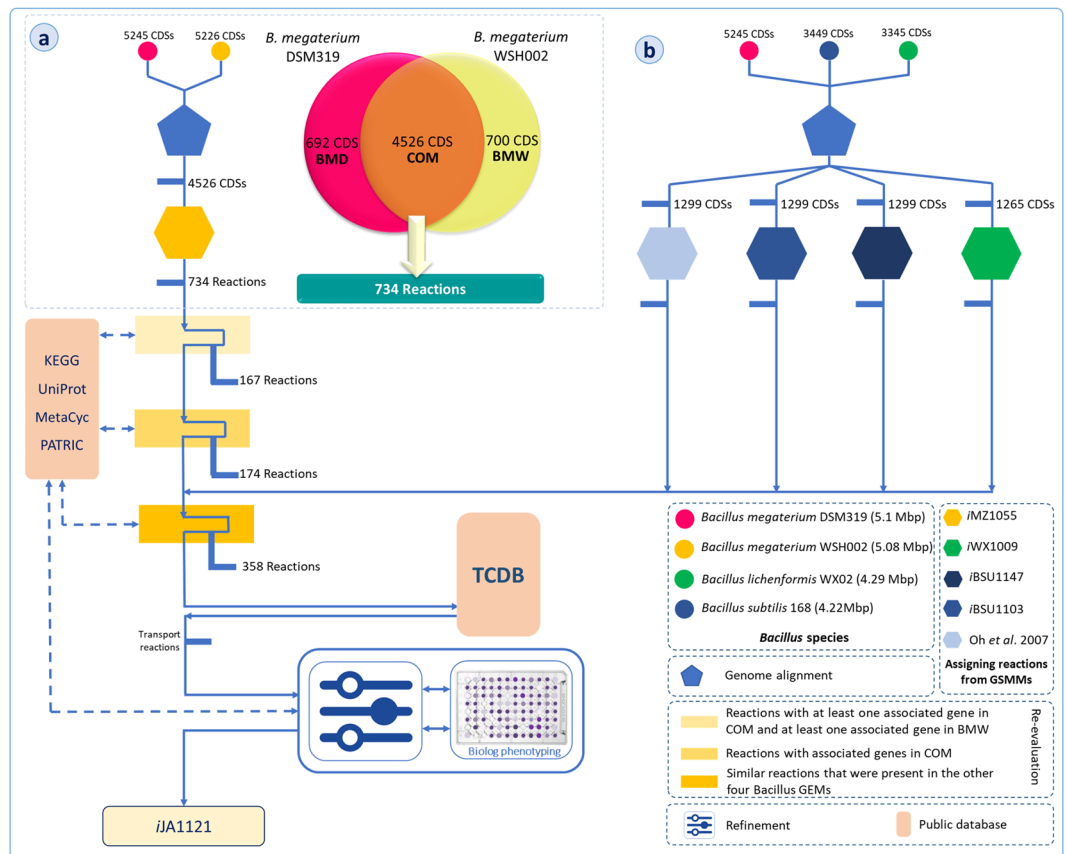 a
5245 CDSs
5226 CDSs
4526 CDSs
734 Reactions
B. megaterium
DSM319
B. megaterium
WSH002
692 CDS
BMD
4526 CDS
COM
700 CDS
BMW
734 Reactions
b
5245 CDSs
3449 CDSs
3345 CDSs
1299 CDSs
1299 CDSs
1299 CDSs
1265 CDSs
KEGG
UniProt
MetaCyc
PATRIC
167 Reactions
174 Reactions
358 Reactions
TCDB
Transport
reactions
Biolog phenotyping
iJA1121
Bacillus megaterium DSM319 (5.1 Mbp)
Bacillus megaterium WSH002 (5.08 Mbp)
Bacillus lichenformis WX02 (4.29 Mbp)
Bacillus subtilis 168 (4.22Mbp)
Bacillus species
iMZ1055
iWX1009
iBSU1147
iBSU1103
Oh et al. 2007
Assigning reactions
from GSMMs
Genome alignment
Reactions with at least one associated gene in
COM and at least one associated gene in BMW
Reactions with associated genes in COM
Similar reactions that were present in the other
four Bacillus GEMs
Re-evaluation
Refinement
Public database